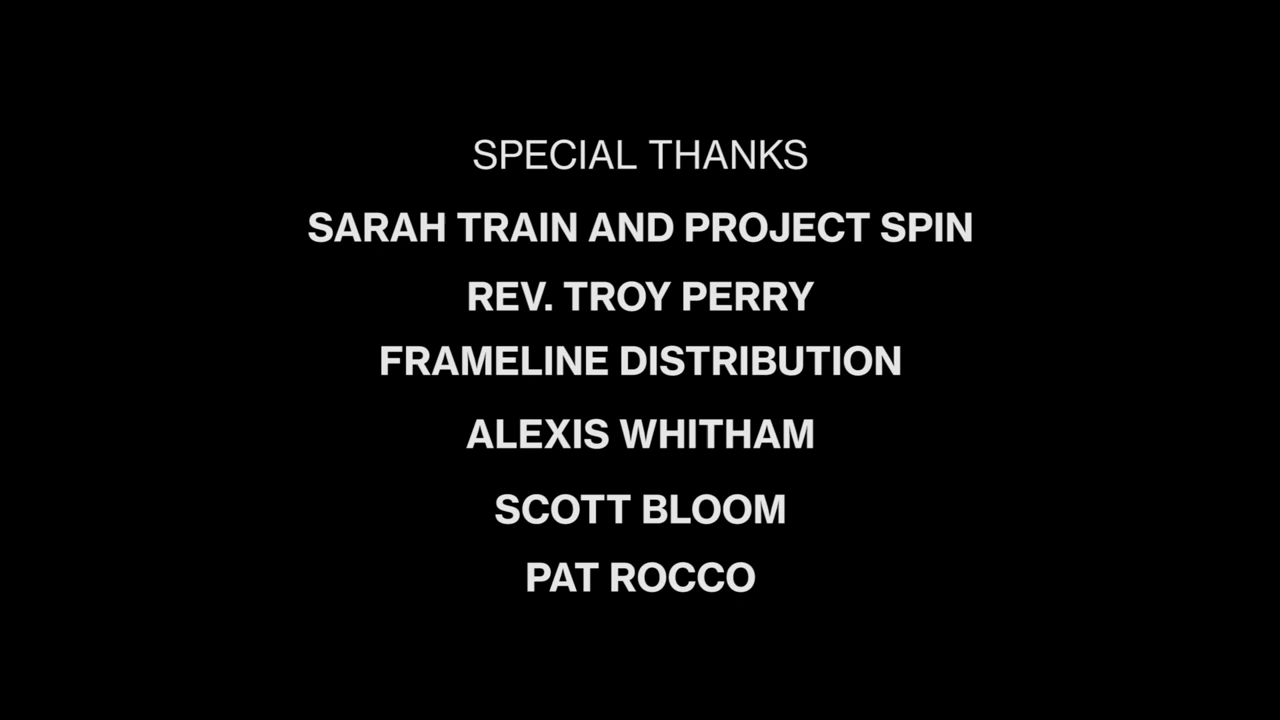 SPECIAL THANKS
SARAH TRAIN AND PROJECT SPIN
REV. TROY PERRY
FRAMELINE DISTRIBUTION
ALEXIS WHITHAM
SCOTT BLOOM
PAT ROCCO